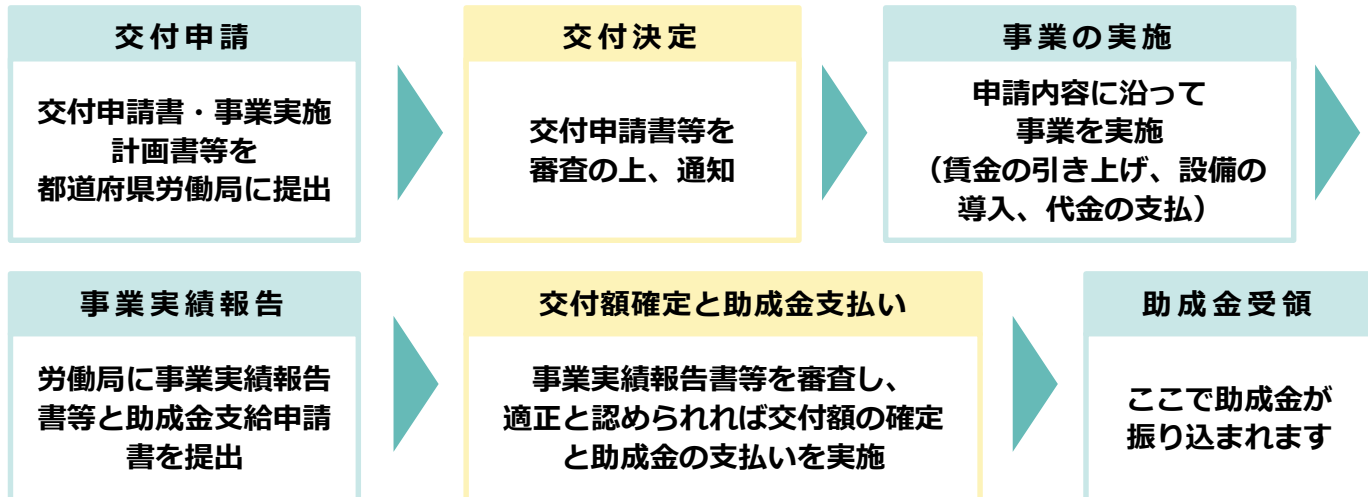 交付申請
交付申請書・事業実施
計画書等を
都道府県労働局に提出
交付決定
交付申請書等を
審査の上、通知
事業の実施
申請内容に沿って
事業を実施
（賃金の引き上げ、設備の
導入、代金の支払）
事業実績報告
労働局に事業実績報告
書等と助成金支給申請
書を提出
交付額確定と助成金支払い
事業実績報告書等を審査し、
適正と認められれば交付額の確定
と助成金の支払いを実施
助成金受領
ここで助成金が
振り込まれます